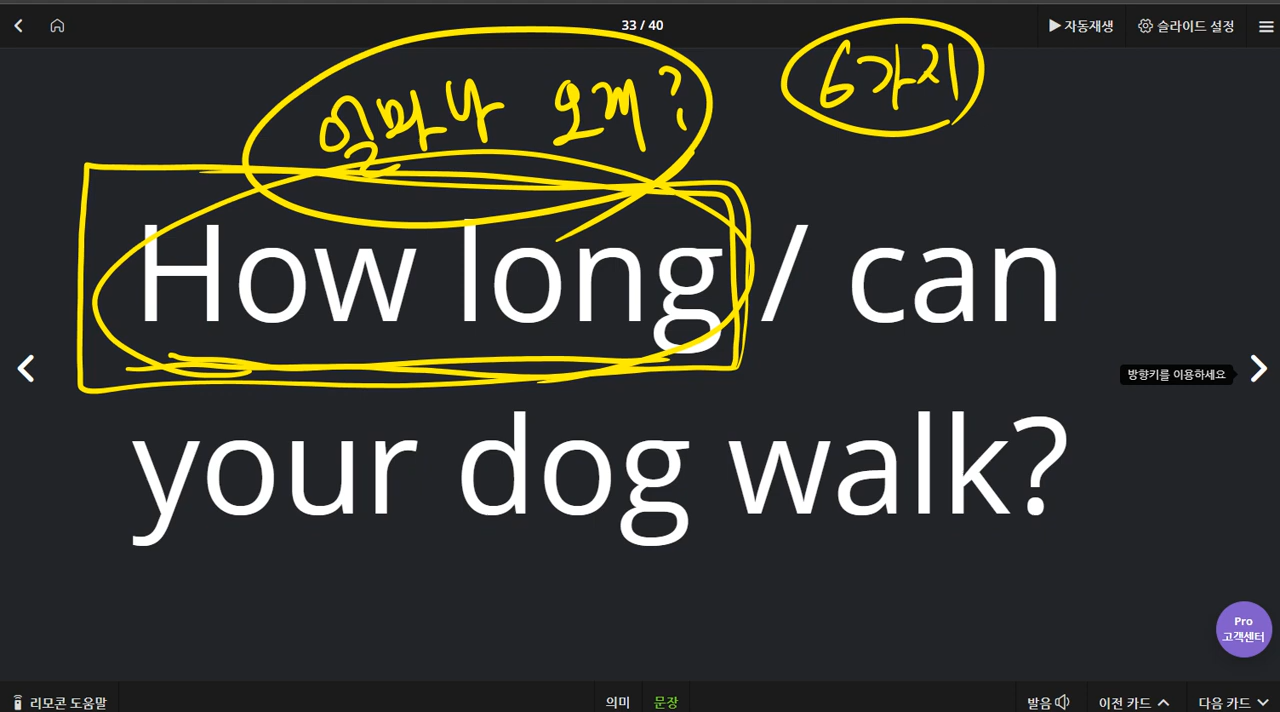 33 / 40
▶자동재생
슬라이드 설정
얼마나 오래?
6가지
How long / can
방향키를 이용하세요
your dog walk?
Pro
고객센터
리모콘 도움말
의미
문장
발음
이전 카드
다음 카드